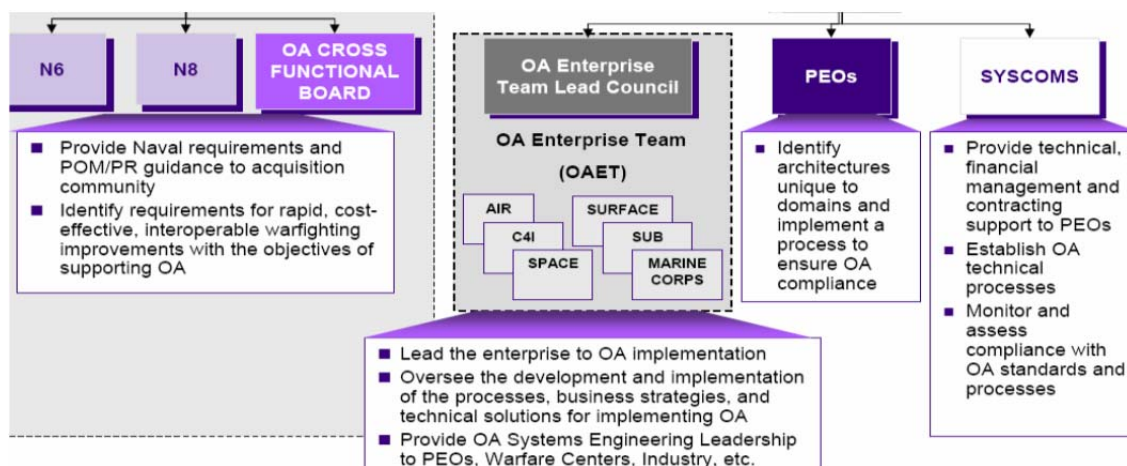 N6
N8
OA CROSS
FUNCTIONAL
BOARD
Provide Naval requirements and
POM/PR guidance to acquisition
community
Identify requirements for rapid, cost-
effective, interoperable warfighting
improvements with the objectives of
supporting OA
OA Enterprise
Team Lead Council
OA Enterprise Team
(OAET)
AIR
C4I
SPACE
SURFACE
SUB
MARINE
CORPS
Lead the enterprise to OA implementation
Oversee the development and implementation
of the processes, business strategies, and
technical solutions for implementing OA
Provide OA Systems Engineering Leadership
to PEOs, Warfare Centers, Industry, etc.
PEOs
Identify
architectures
unique to
domains and
implement a
process to
ensure OA
compliance
SYSCOMS
Provide technical,
financial
management and
contracting
support to PEOs
Establish OA
technical
processes
Monitor and
assess
compliance with
OA standards and
processes